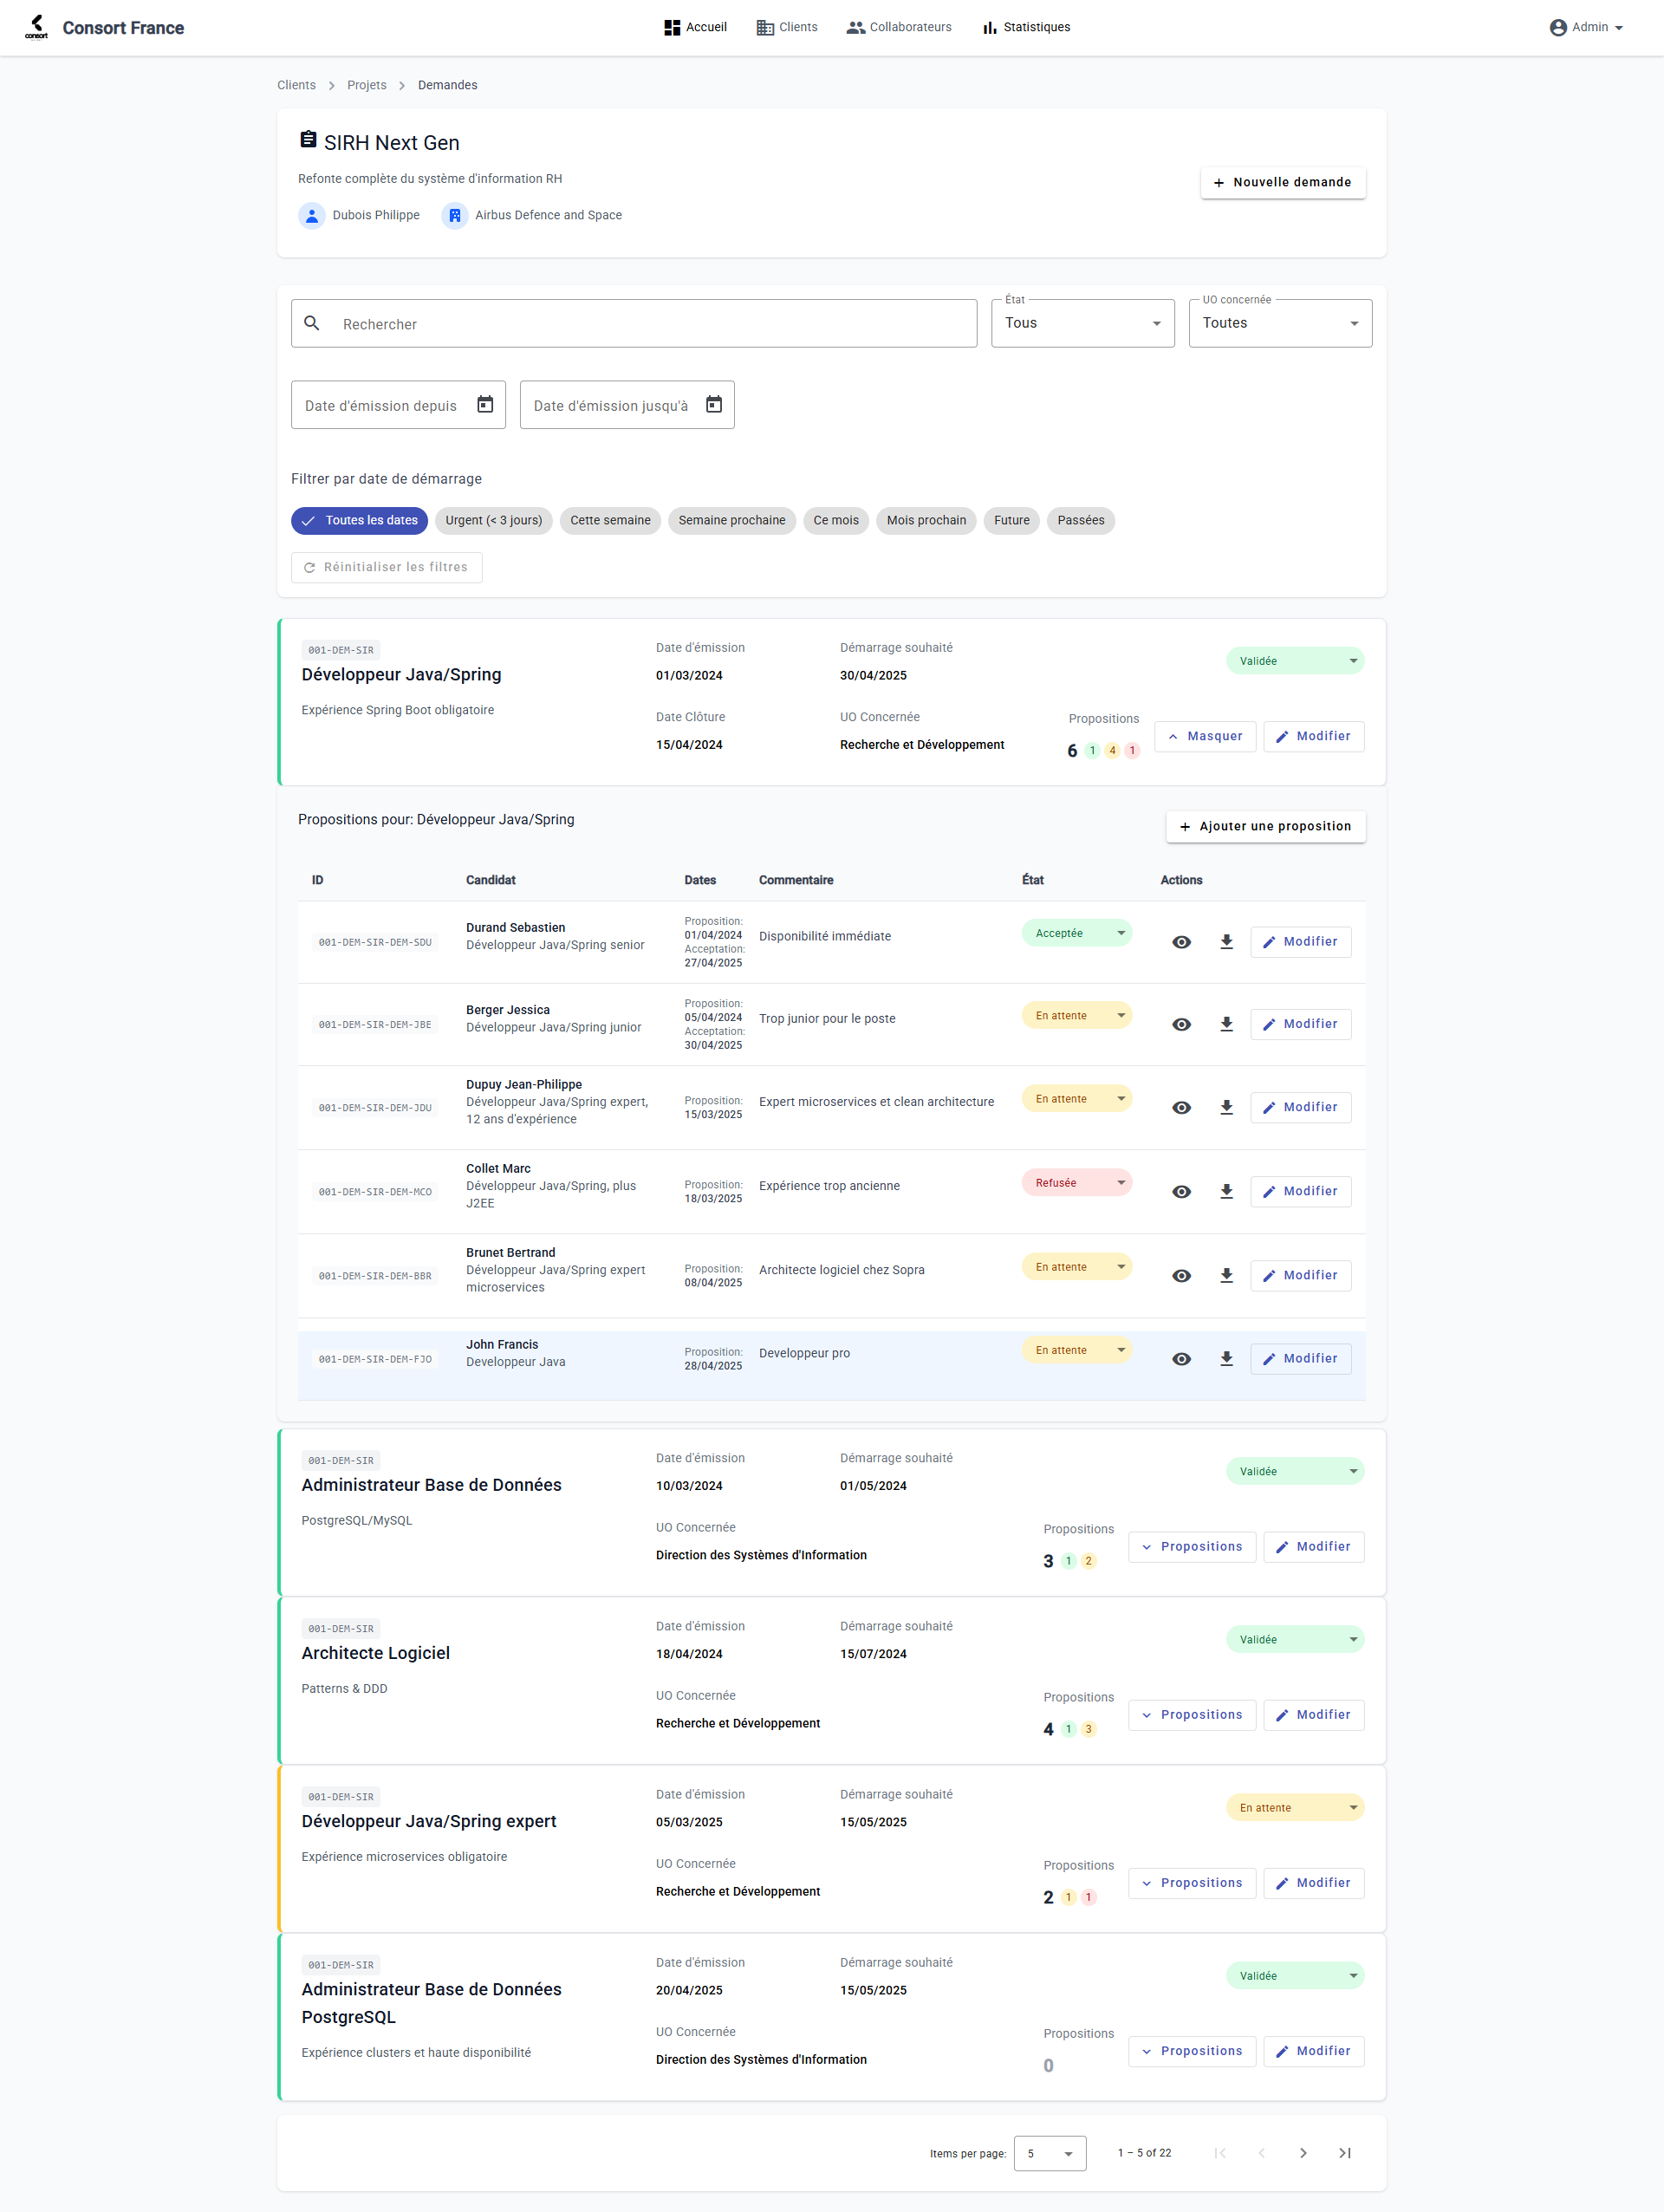 consort
Consort France
Accueil
Clients
Collaborateurs
Statistiques
Admin
Clients
Projets
Demandes
SIRH Next Gen
Refonte complète du système d'information RH
Dubois Philippe
Airbus Defence and Space
+ Nouvelle demande
Rechercher
État
Tous
UO concernée
Toutes
Date d'émission depuis
Date d'émission jusqu'à
Filtrer par date de démarrage
Toutes les dates
Urgent (< 3 jours)
Cette semaine
Semaine prochaine
Ce mois
Mois prochain
Future
Passées
Réinitialiser les filtres
001-DEM-SIR
Développeur Java/Spring
Expérience Spring Boot obligatoire
Date d'émission
01/03/2024
Démarrage souhaité
30/04/2025
Date Clôture
15/04/2024
UO Concernée
Recherche et Développement
Validée
Propositions
6 1 4 1
Masquer
Modifier
Propositions pour: Développeur Java/Spring
+ Ajouter une proposition
ID Candidat Dates Commentaire État Actions
001-DEM-SIR-DEM-SDU
Durand Sebastien
Développeur Java/Spring senior
Proposition:
01/04/2024
Acceptation:
27/04/2025
Disponibilité immédiate
Acceptée
Modifier
001-DEM-SIR-DEM-JBE
Berger Jessica
Développeur Java/Spring junior
Proposition:
05/04/2024
Acceptation:
30/04/2025
Trop junior pour le poste
En attente
Modifier
001-DEM-SIR-DEM-JDU
Dupuy Jean-Philippe
Développeur Java/Spring expert,
12 ans d'expérience
Proposition:
15/03/2025
Expert microservices et clean architecture
En attente
Modifier
001-DEM-SIR-DEM-MCO
Collet Marc
Développeur Java/Spring, plus
J2EE
Proposition:
18/03/2025
Expérience trop ancienne
Refusée
Modifier
001-DEM-SIR-DEM-BBR
Brunet Bertrand
Développeur Java/Spring expert
microservices
Proposition:
08/04/2025
Architecte logiciel chez Sopra
En attente
Modifier
001-DEM-SIR-DEM-FJO
John Francis
Developpeur Java
Proposition:
28/04/2025
Developpeur pro
En attente
Modifier
001-DEM-SIR
Administrateur Base de Données
PostgreSQL/MySQL
Date d'émission
10/03/2024
Démarrage souhaité
01/05/2024
UO Concernée
Direction des Systèmes d'Information
Validée
Propositions
3 1 2
Propositions
Modifier
001-DEM-SIR
Architecte Logiciel
Patterns & DDD
Date d'émission
18/04/2024
Démarrage souhaité
15/07/2024
UO Concernée
Recherche et Développement
Validée
Propositions
4 1 3
Propositions
Modifier
001-DEM-SIR
Développeur Java/Spring expert
Expérience microservices obligatoire
Date d'émission
05/03/2025
Démarrage souhaité
15/05/2025
UO Concernée
Recherche et Développement
En attente
Propositions
2 1 1
Propositions
Modifier
001-DEM-SIR
Administrateur Base de Données
PostgreSQL
Expérience clusters et haute disponibilité
Date d'émission
20/04/2025
Démarrage souhaité
15/05/2025
UO Concernée
Direction des Systèmes d'Information
Validée
Propositions
0
Propositions
Modifier
Items per page:
5
1 – 5 of 22